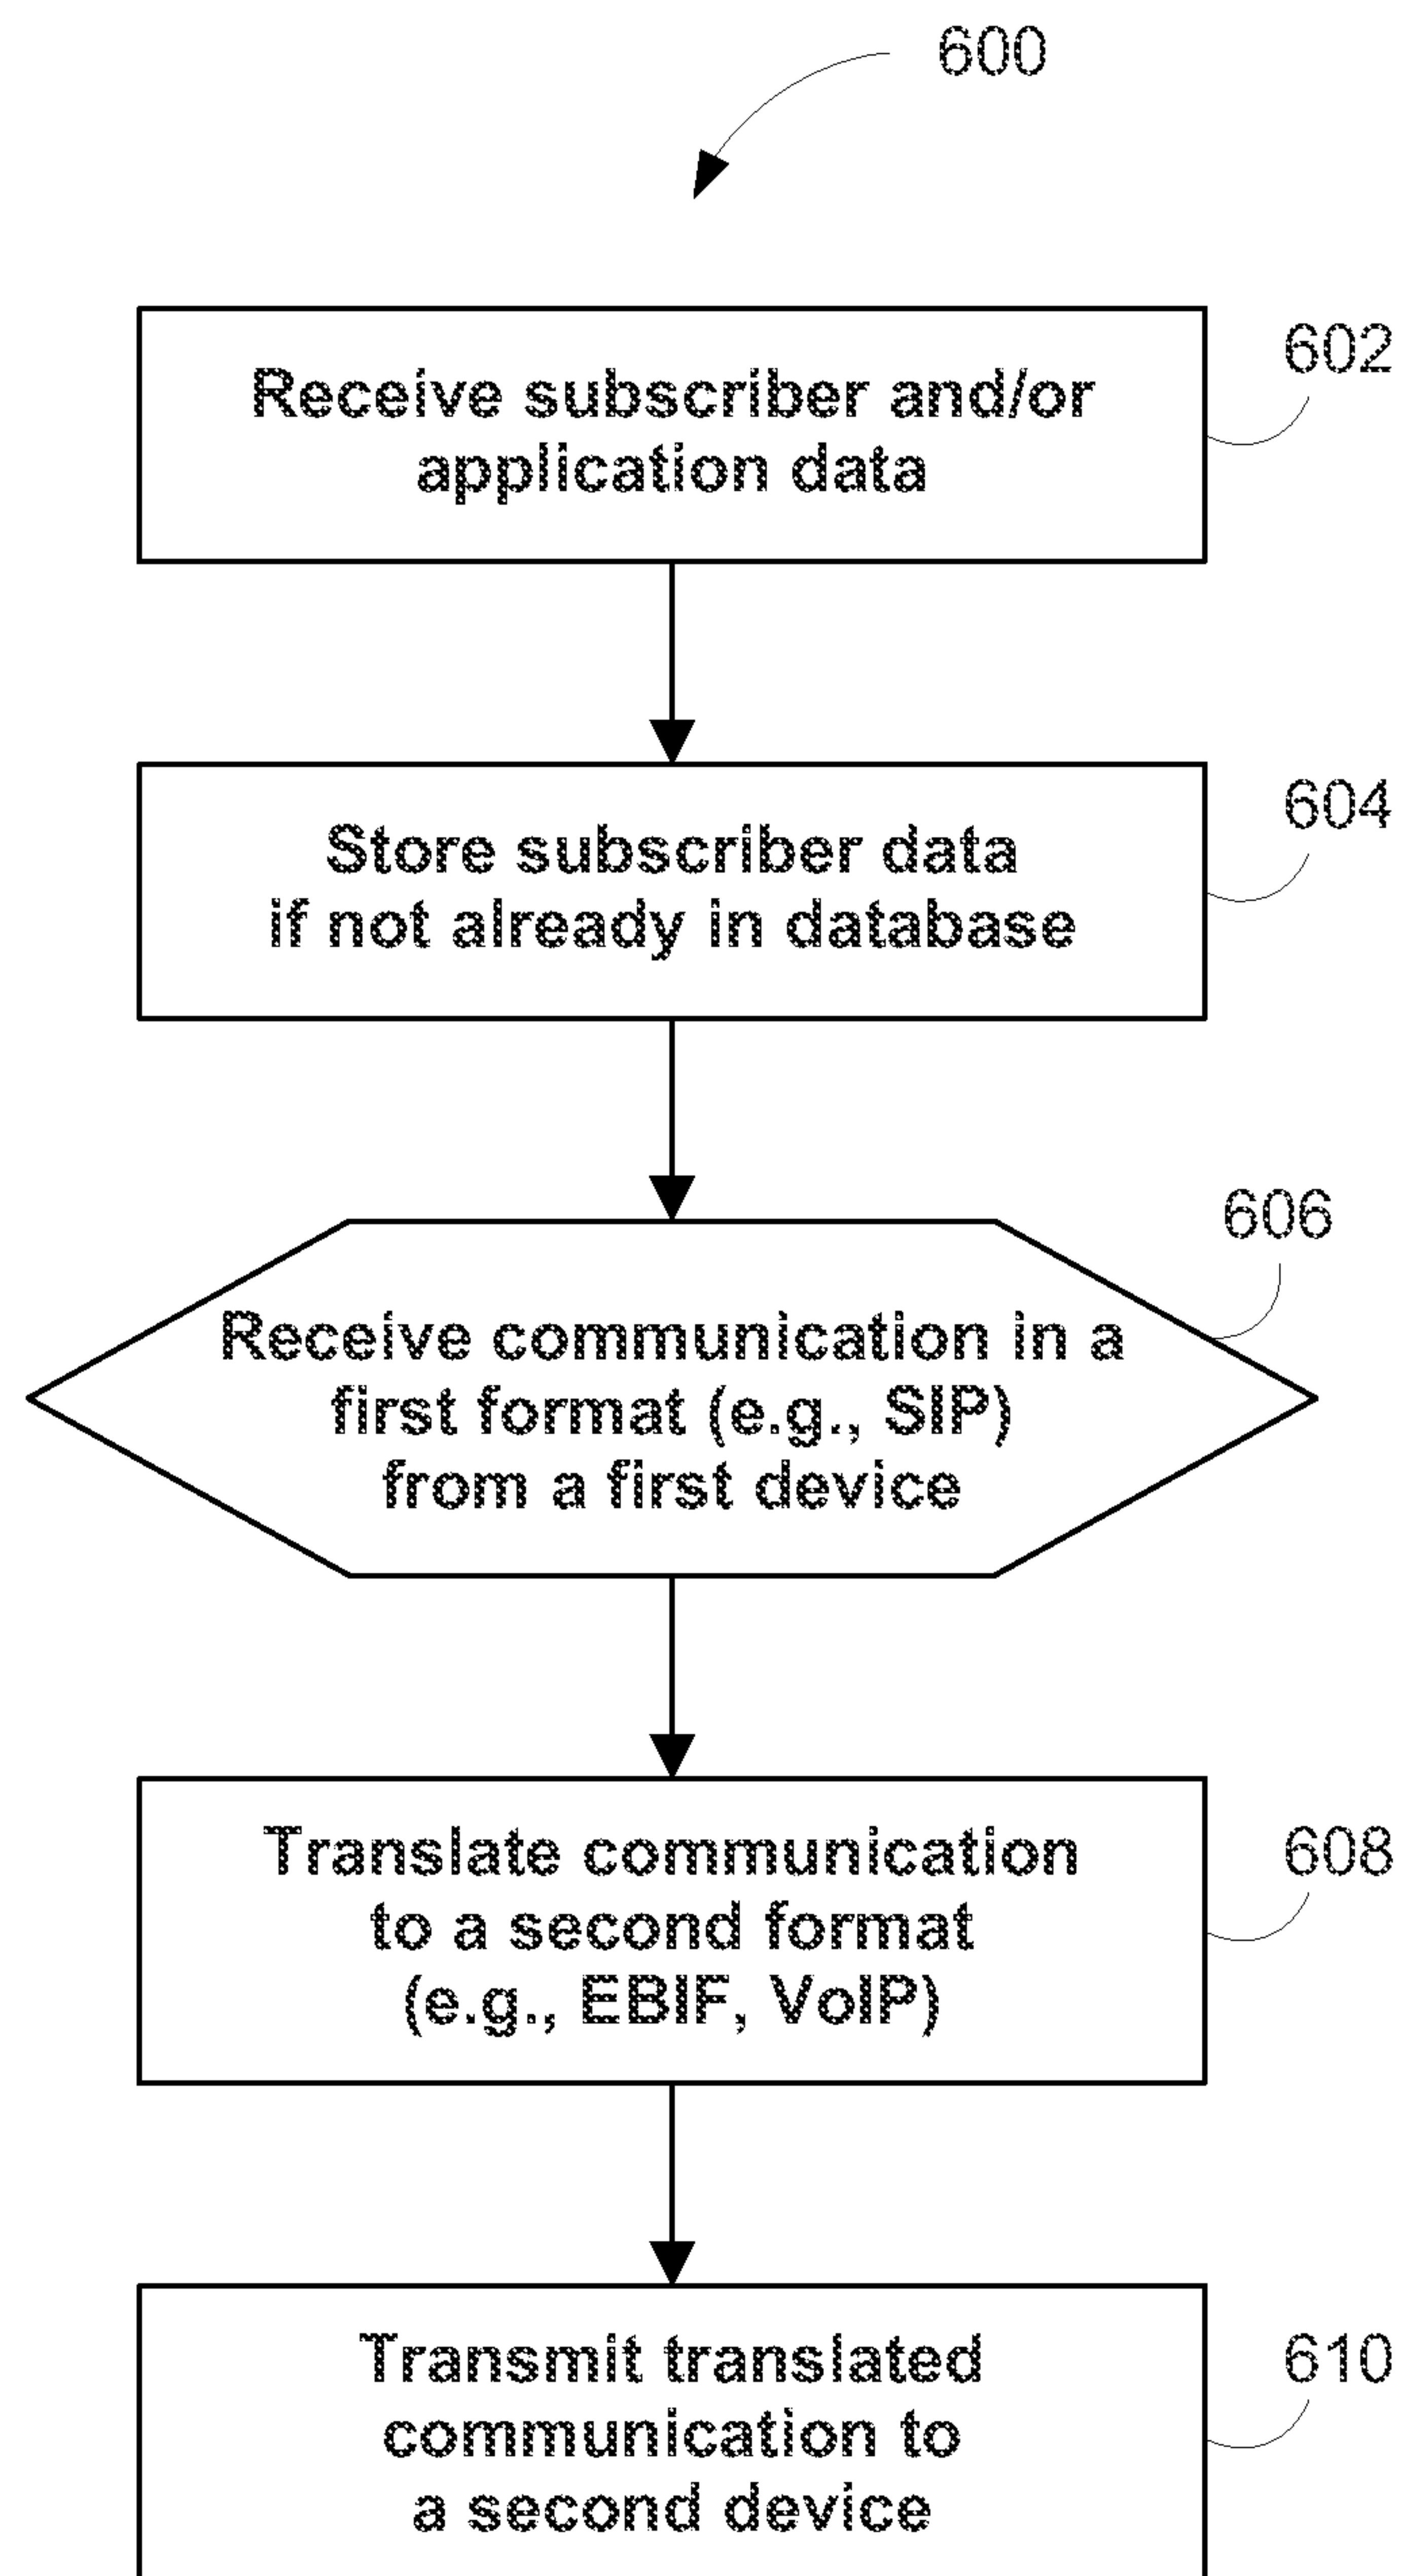 600
Receive subscriber and/or
application data
602
Store subscriber data
if not already in database
604
Receive communication in a
first format (e.g., SIP)
from a first device
606
Translate communication
to a second format
(e.g., EBIF, VoIP)
608
Transmit translated
communication to
a second device
610